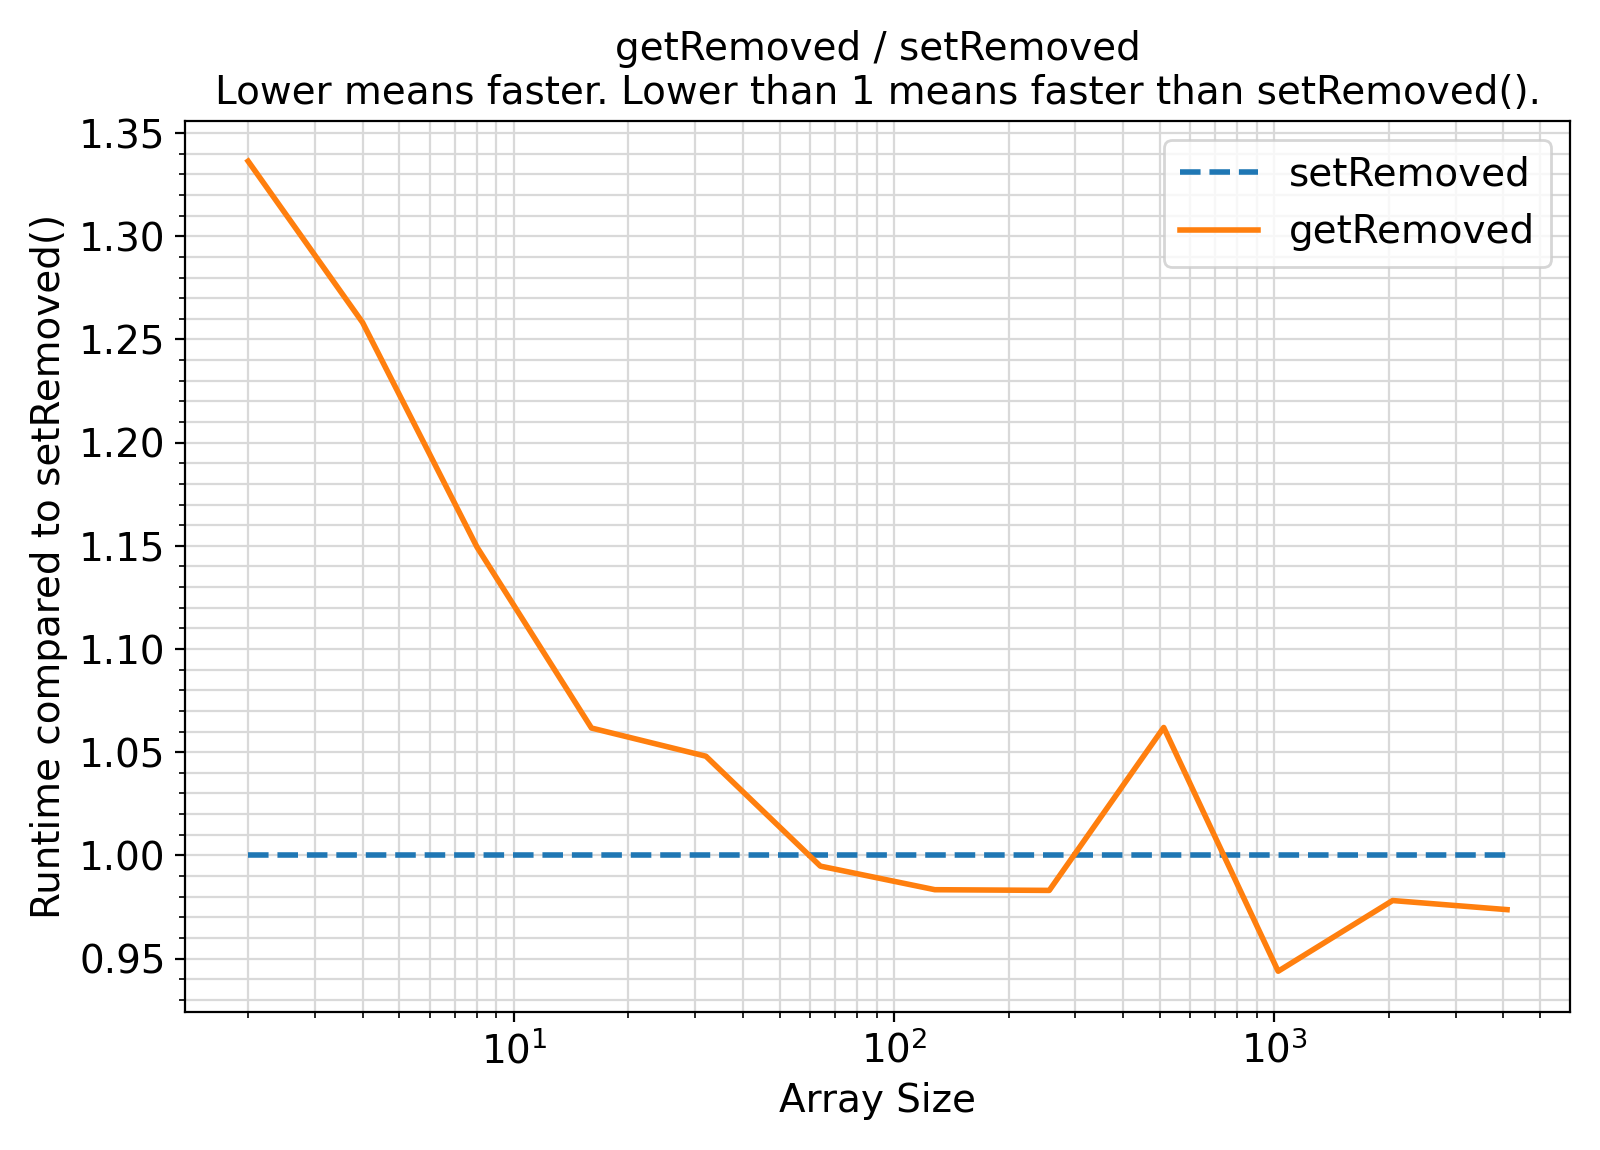 getRemoved / setRemoved
Lower means faster. Lower than 1 means faster than setRemoved().
Runtime compared to setRemoved()
1.35
1.30
1.25
1.20
1.15
1.10
1.05
1.00
0.95
setRemoved
getRemoved
10¹ 10² 10³
Array Size